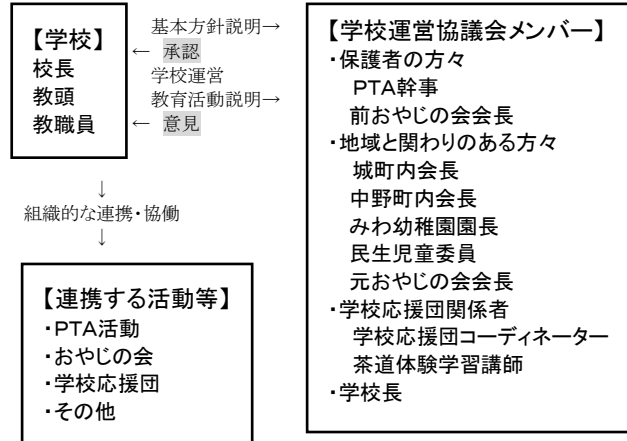 【学校】
校長
教頭
教職員
基本方針説明→
← 承認
学校運営
教育活動説明→
← 意見
↓
組織的な連携・協働
↓
【連携する活動等】
・PTA活動
・おやじの会
・学校応援団
・その他
【学校運営協議会メンバー】
・保護者の方々
PTA幹事
前おやじの会会長
・地域と関わりのある方々
城町内会長
中野町内会長
みわ幼稚園園長
民生児童委員
元おやじの会会長
・学校応援団関係者
学校応援団コーディネーター
茶道体験学習講師
・学校長